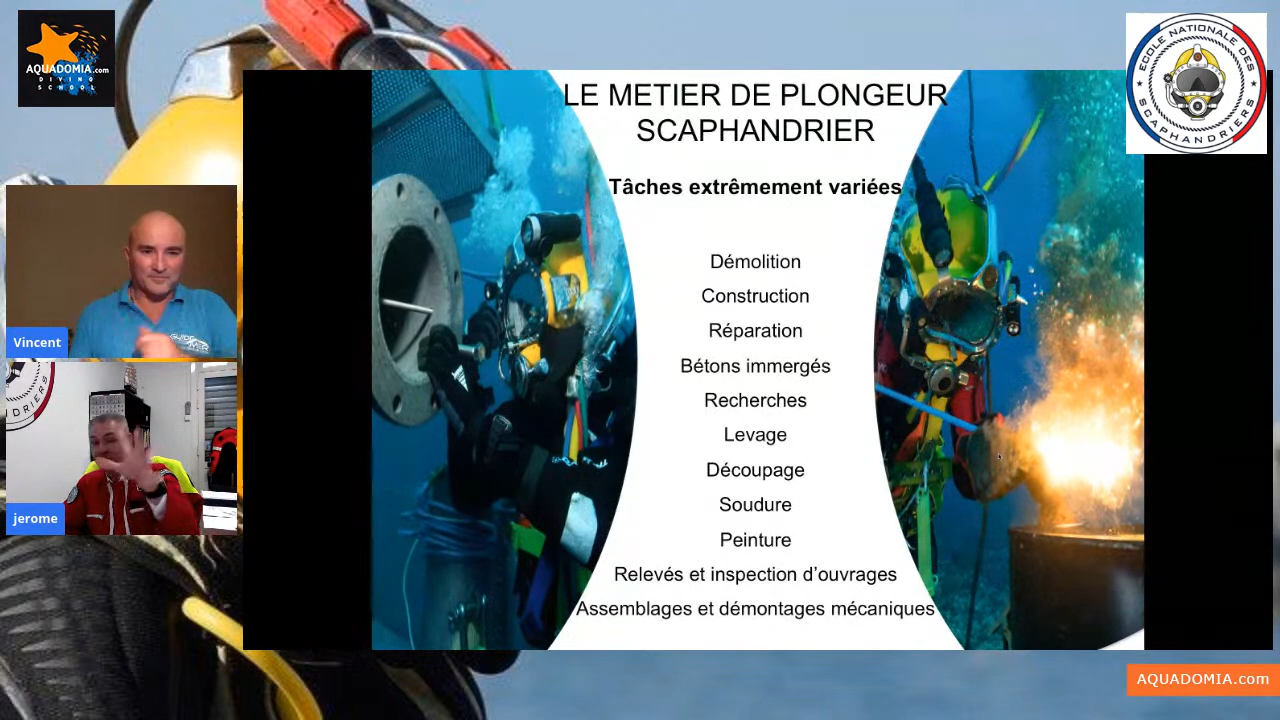 AQUADOMIA.com
DIVING
SCHOOL
ECOLE NATIONALE DES
SCAPHANDRIERS
LE METIER DE PLONGEUR
SCAPHANDRIER
Tâches extrêmement variées
Démolition
Construction
Réparation
Bétons immergés
Recherches
Levage
Découpage
Soudure
Peinture
Relevés et inspection d’ouvrages
Assemblages et démontages mécaniques
Vincent
DRIERS
jerome
AQUADOMIA.com